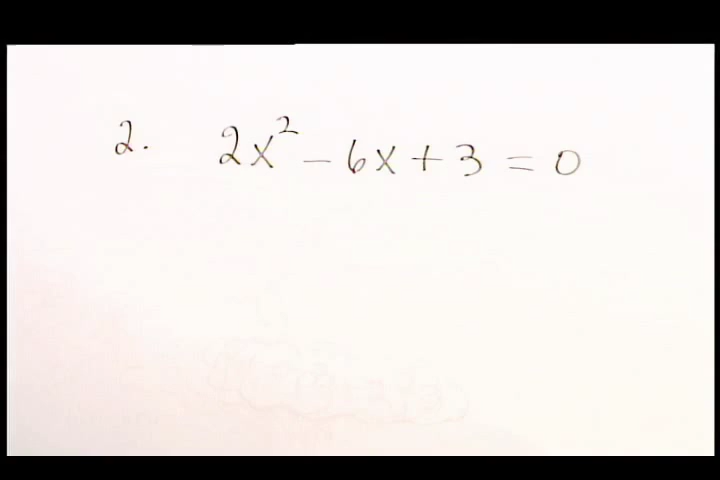 2. 2x² - 6x + 3 = 0